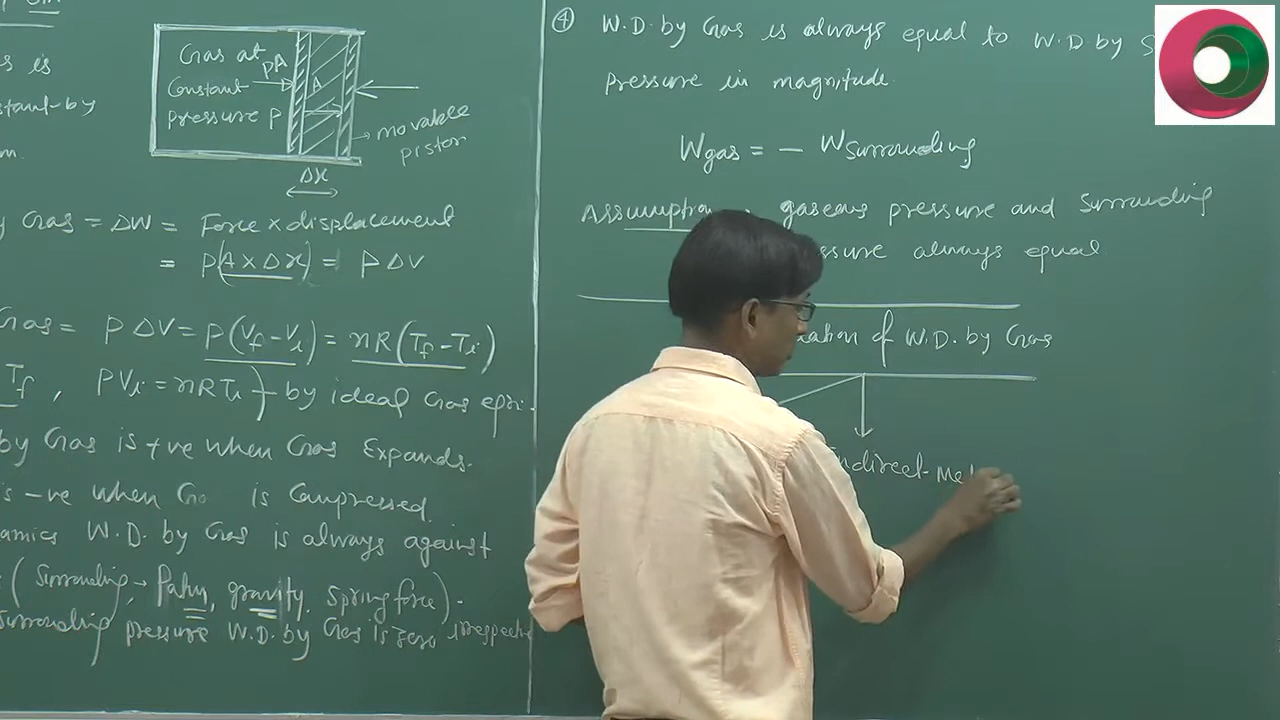 s is
stant-by
Gas at
Constant
pressure P
PA
A
movable
piston
Δx
y Gas = ΔW = Force × displacement
= P(A × Δx) = PΔV
Gas = PΔV = P(Vf - Vi) = nR(Tf - Ti)
Tf , PVi = nRTi } by ideal Gas eqn.
by Gas is +ve when Gas Expands.
is -ve when is Compressed.
amics W.D. by Gas is always against
(Surrounding → Patm, gravity, Spring force).
Surrounding pressure W.D. by Gas is zero irrespective
④ W.D. by Gas is always equal to W.D. by S
pressure in magnitude.
Wgas = - Wsurrounding
Assumption : gaseous pressure and surrounding
ssure always equal
ation of W.D. by Gas
Indirect Me